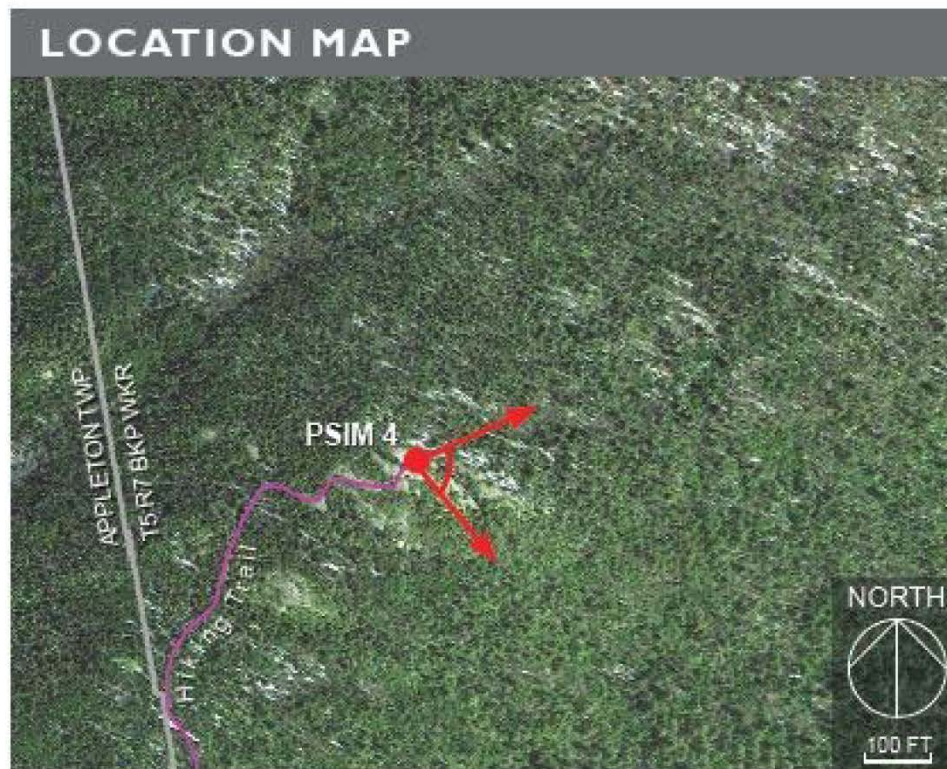 LOCATION MAP
APPLETON TWP
T5 R7 BKP WKR
PSIM 4
Hiking Trail
NORTH
100 FT